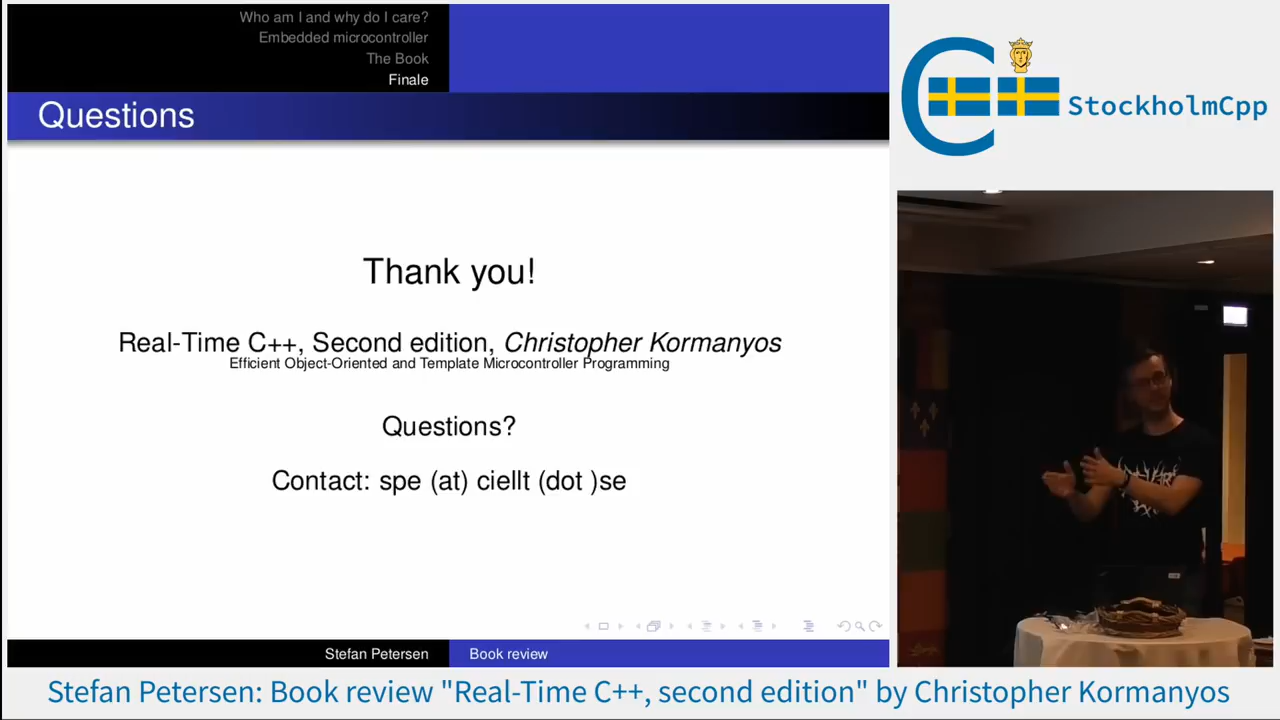 Who am I and why do I care?
Embedded microcontroller
The Book
Finale
Questions
Thank you!
Real-Time C++, Second edition, Christopher Kormanyos
Efficient Object-Oriented and Template Microcontroller Programming
Questions?
Contact: spe (at) ciellt (dot )se
Stefan Petersen
Book review
StockholmCpp
Stefan Petersen: Book review "Real-Time C++, second edition" by Christopher Kormanyos